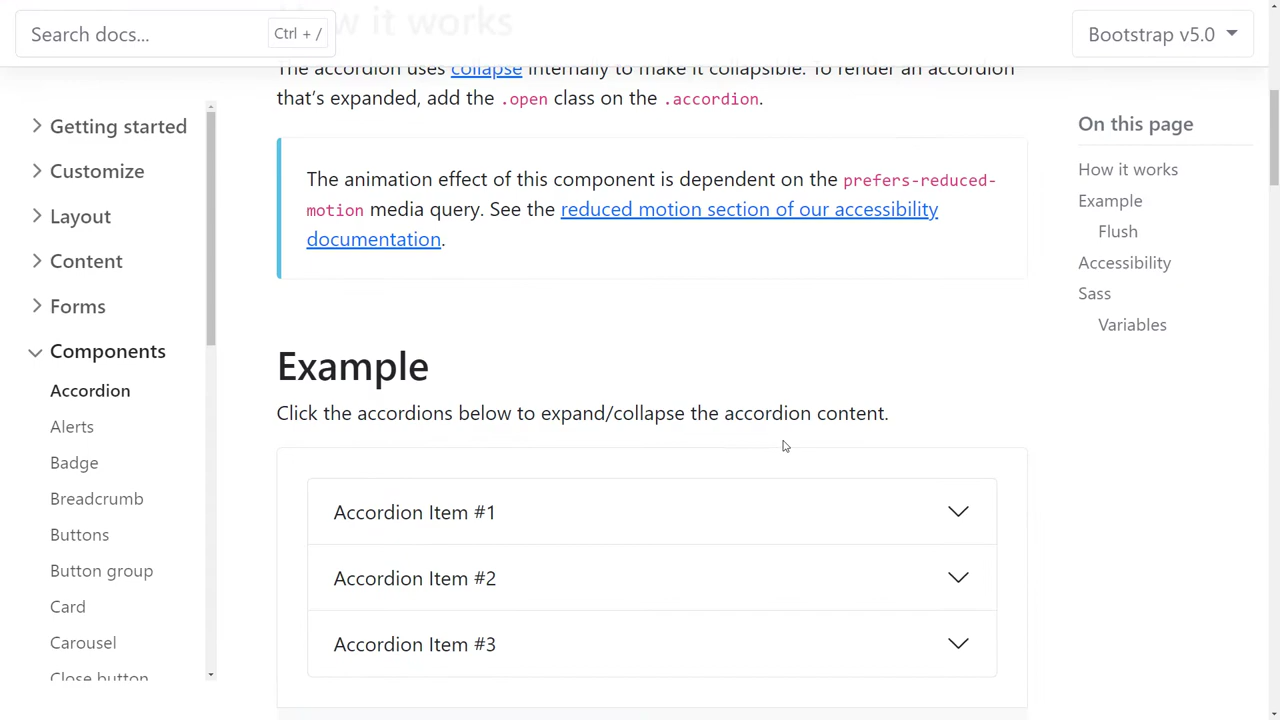 How it works
Search docs...
Ctrl + /
Bootstrap v5.0
The accordion uses collapse internally to make it collapsible. To render an accordion
that’s expanded, add the .open class on the .accordion.
Getting started
Customize
Layout
Content
Forms
Components
Accordion
Alerts
Badge
Breadcrumb
Buttons
Button group
Card
Carousel
Close button
The animation effect of this component is dependent on the prefers-reduced-
motion media query. See the reduced motion section of our accessibility
documentation.
Example
Click the accordions below to expand/collapse the accordion content.
Accordion Item #1
Accordion Item #2
Accordion Item #3
On this page
How it works
Example
Flush
Accessibility
Sass
Variables